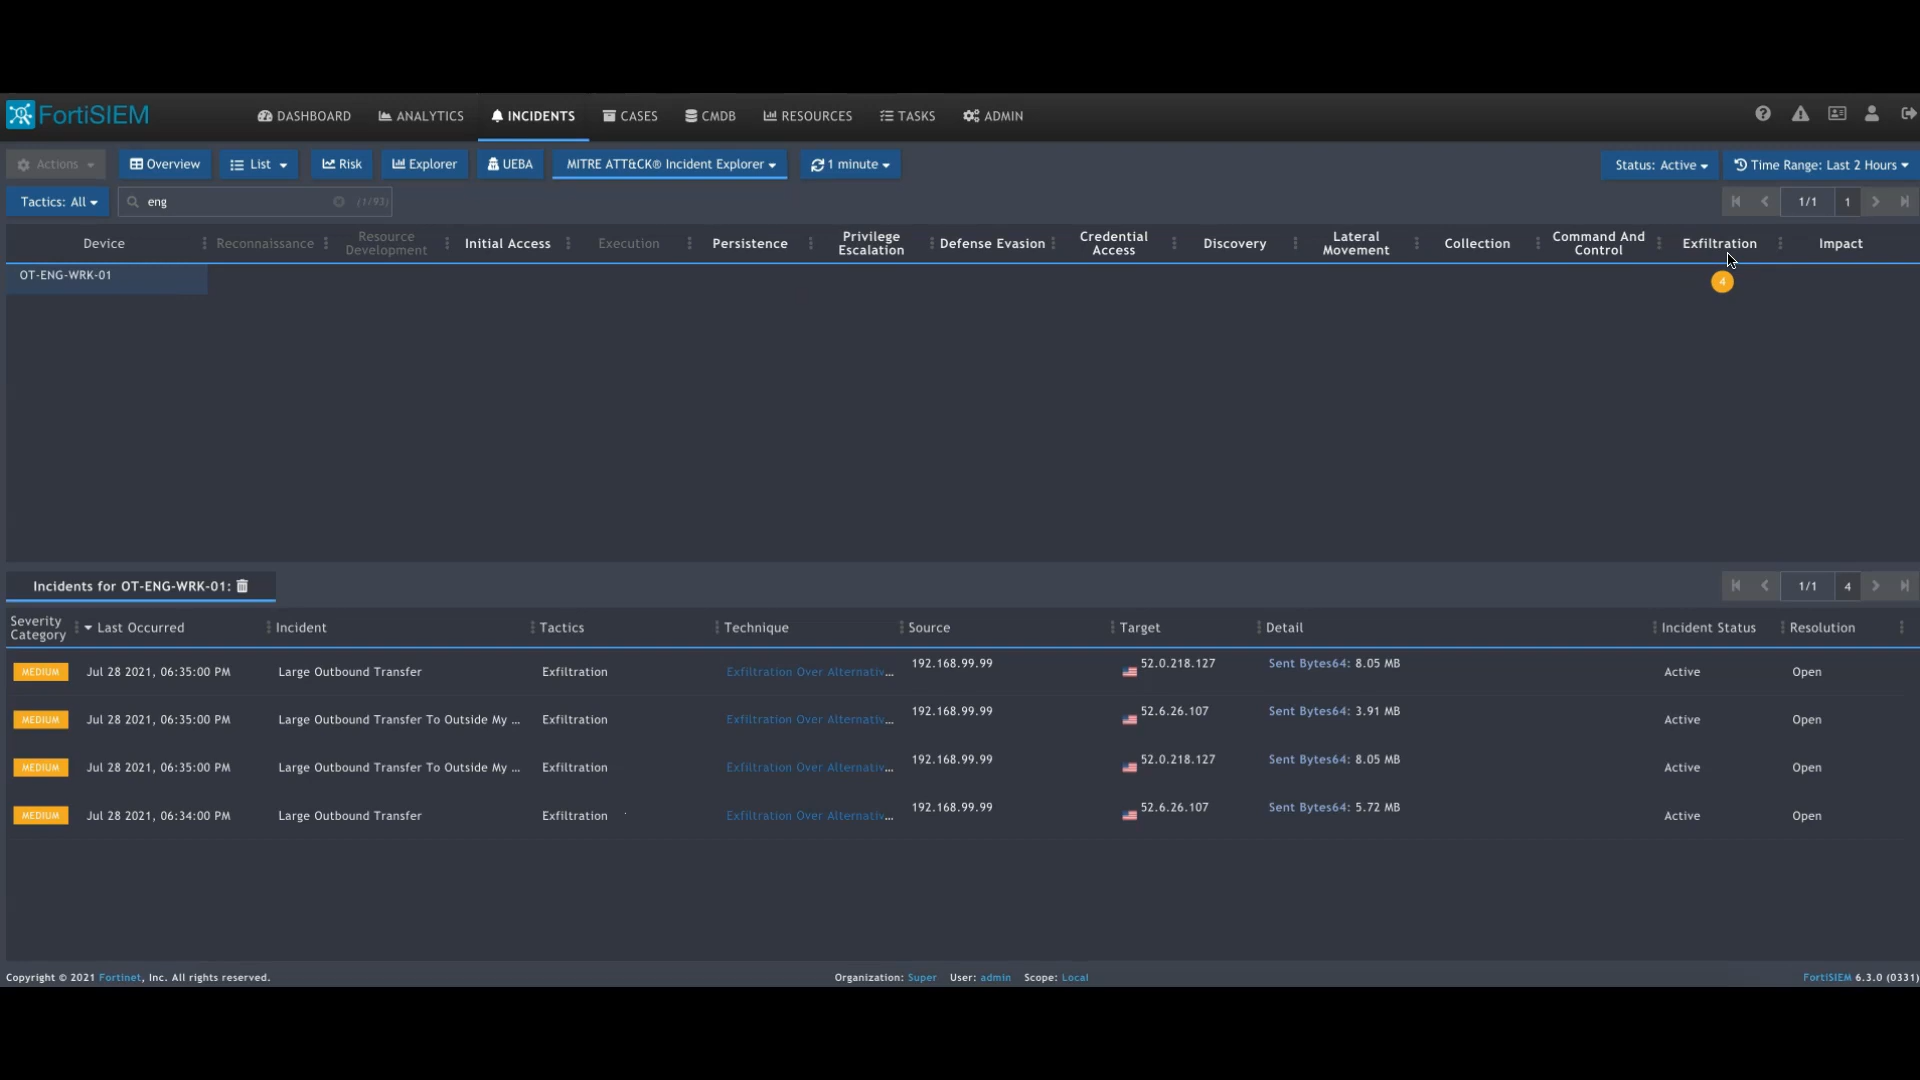 FortiSIEM
DASHBOARD ANALYTICS INCIDENTS CASES CMDB RESOURCES TASKS ADMIN
Actions Overview List Risk Explorer UEBA MITRE ATT&CK® Incident Explorer 1 minute Status: Active Time Range: Last 2 Hours
Tactics: All eng (1/93) 1/1 1
Device Reconnaissance Resource Development Initial Access Execution Persistence Privilege Escalation Defense Evasion Credential Access Discovery Lateral Movement Collection Command And Control Exfiltration Impact
OT-ENG-WRK-01 4
Incidents for OT-ENG-WRK-01: 1/1 4
Severity Category Last Occurred Incident Tactics Technique Source Target Detail Incident Status Resolution
MEDIUM Jul 28 2021, 06:35:00 PM Large Outbound Transfer Exfiltration Exfiltration Over Alternativ... 192.168.99.99 52.0.218.127 Sent Bytes64: 8.05 MB Active Open
MEDIUM Jul 28 2021, 06:35:00 PM Large Outbound Transfer To Outside My ... Exfiltration Exfiltration Over Alternativ... 192.168.99.99 52.6.26.107 Sent Bytes64: 3.91 MB Active Open
MEDIUM Jul 28 2021, 06:35:00 PM Large Outbound Transfer To Outside My ... Exfiltration Exfiltration Over Alternativ... 192.168.99.99 52.0.218.127 Sent Bytes64: 8.05 MB Active Open
MEDIUM Jul 28 2021, 06:34:00 PM Large Outbound Transfer Exfiltration Exfiltration Over Alternativ... 192.168.99.99 52.6.26.107 Sent Bytes64: 5.72 MB Active Open
Copyright © 2021 Fortinet, Inc. All rights reserved. Organization: Super User: admin Scope: Local FortiSIEM 6.3.0 (0331)